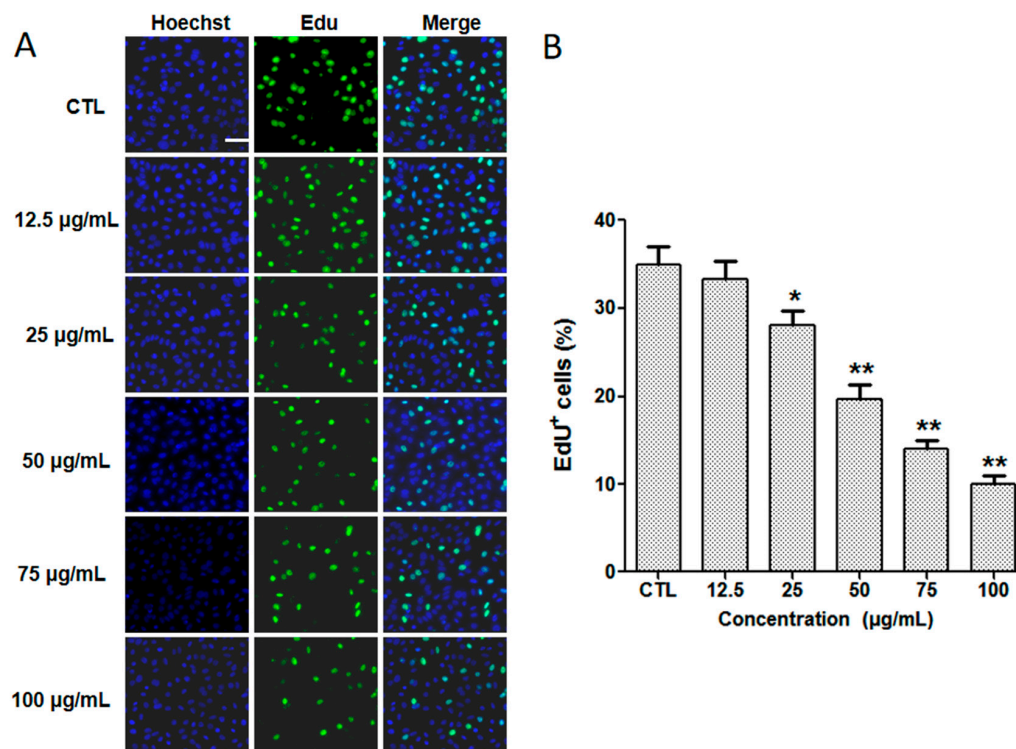 A
Hoechst Edu Merge
CTL
12.5 µg/mL
25 µg/mL
50 µg/mL
75 µg/mL
100 µg/mL
B
EdU⁺ cells (%)
40
30
20
10
0
*
**
**
**
CTL 12.5 25 50 75 100
Concentration (µg/mL)